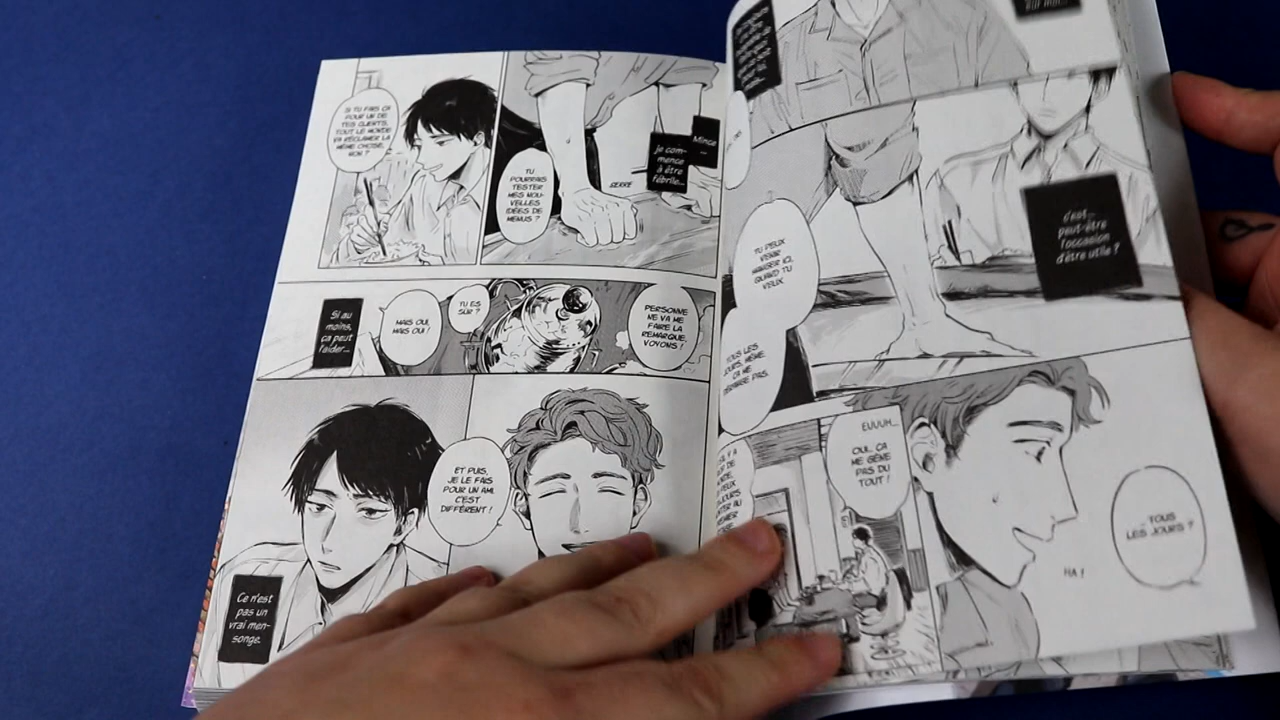 c'est...
peut-être
l'occasion
d'être utile ?
TU PEUX
VENIR
MANGER ICI
QUAND TU
VEUX
TOUS LES
JOURS, MÊME.
ÇA ME
DÉRANGE PAS.
... TOUS
LES JOURS ?
HA !
EUUUH...
OUI... ÇA
ME GÊNE
PAS DU
TOUT !
Mince
...
je com-
mence
à être
fébrile...
SERRE
TU
POURRAIS
TESTER
MES NOU-
VELLES
IDÉES DE
MENUS ?
SI TU FAIS ÇA
POUR UN DE
TES CLIENTS,
TOUT LE MONDE
VA RÉCLAMER LA
MÊME CHOSE,
NON ?
PERSONNE
NE VA ME
FAIRE LA
REMARQUE,
VOYONS !
TU ES
SÛR ?
MAIS OUI,
MAIS OUI !
Si au
moins,
ça peut
l'aider...
ET PUIS,
JE LE FAIS
POUR UN AMI,
C'EST
DIFFÉRENT !
Ce n'est
pas un
vrai men-
songe.